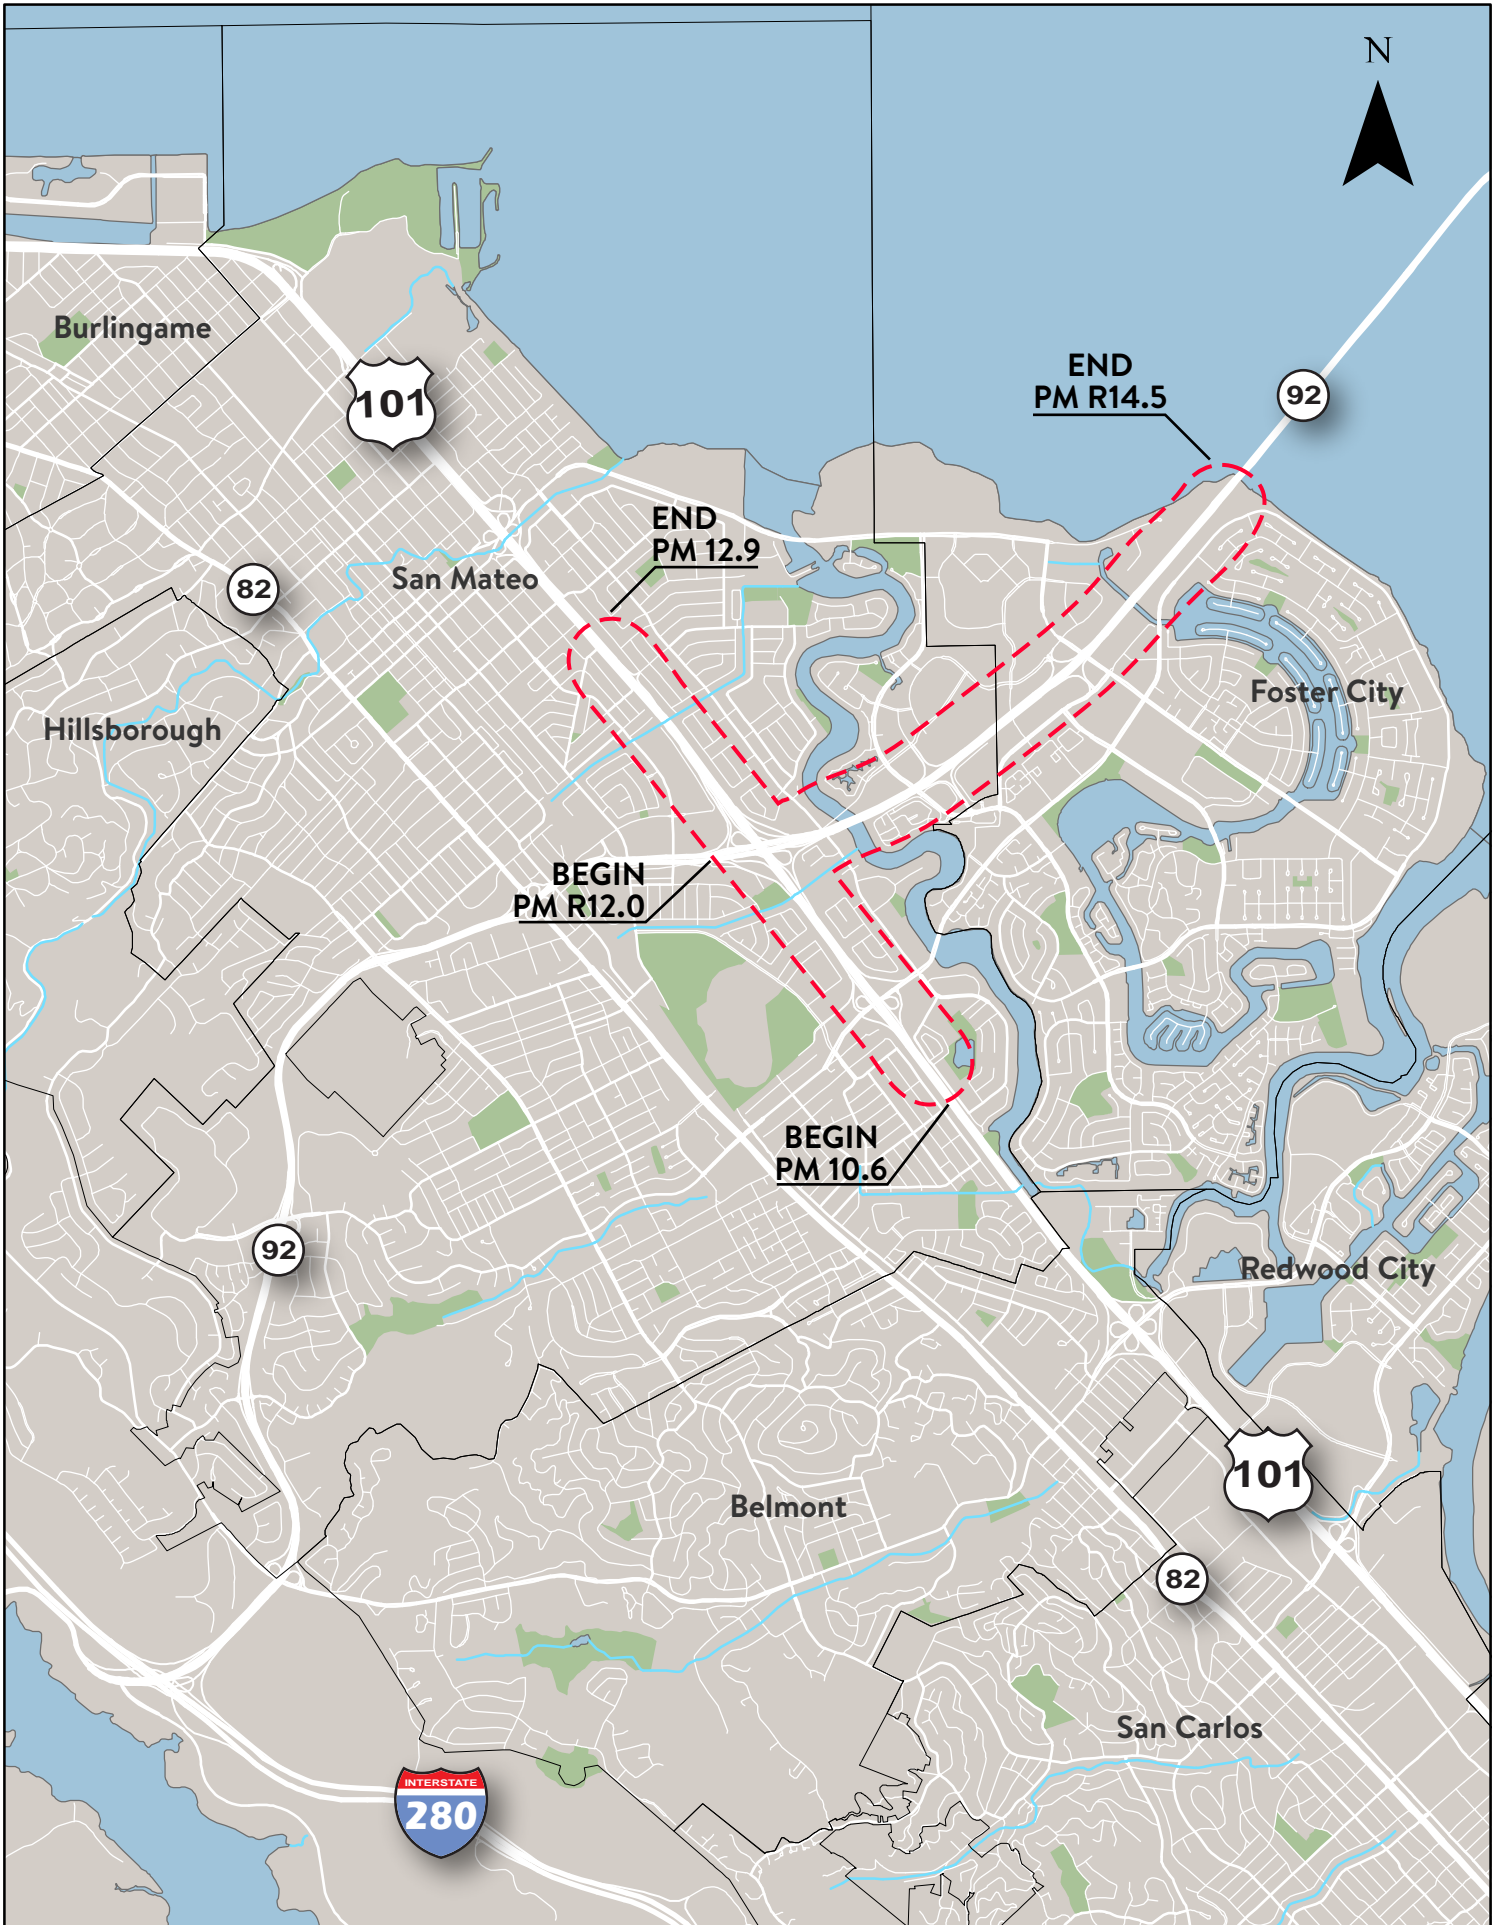 N
Burlingame
101
END
PM R14.5
92
END
PM 12.9
San Mateo
82
Foster City
Hillsborough
BEGIN
PM R12.0
BEGIN
PM 10.6
92
Redwood City
101
Belmont
82
San Carlos
INTERSTATE
280